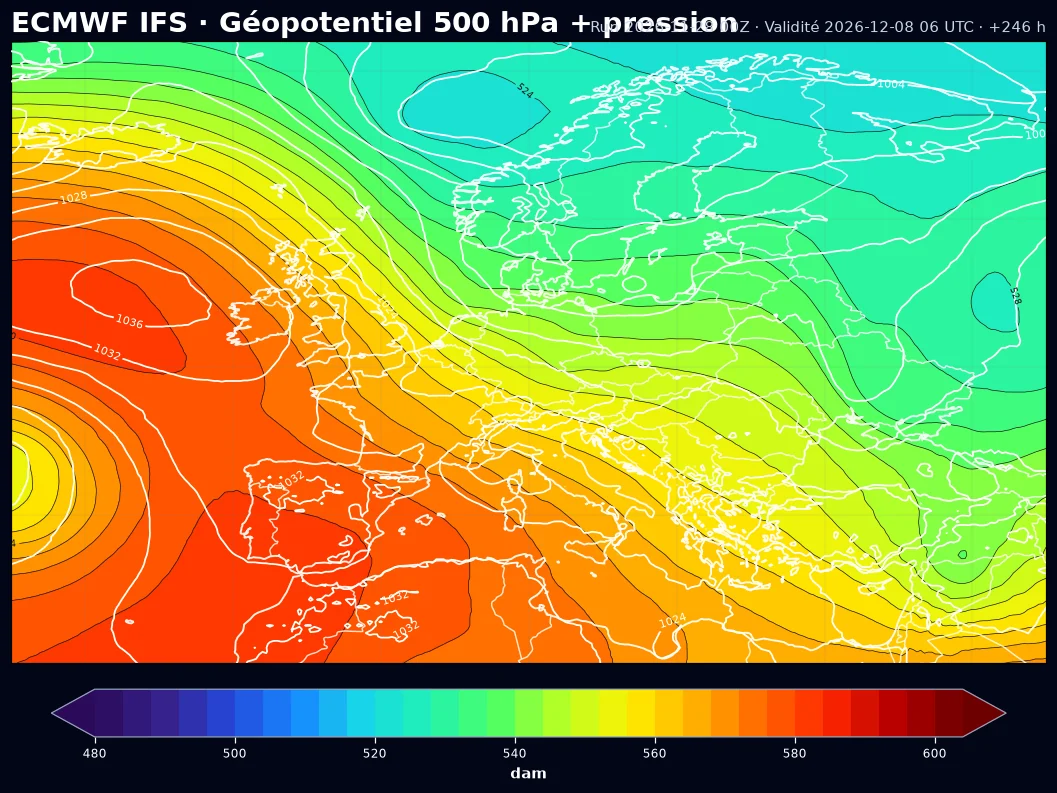 ECMWF IFS · Géopotentiel 500 hPa + pression
Validité 2026-12-08 06 UTC · +246 h
524
1004
1028
528
1036
1032
1032
1032
1032
1024
480 500 520 540 560 580 600
dam